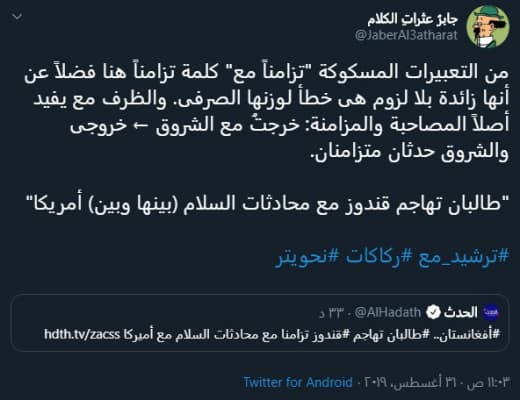 جابرُ عثَراتِ الكلام
@JaberAl3atharat
من التعبيرات المسكوكة "تزامناً مع" كلمة تزامناً هنا فضلاً عن
أنها زائدة بلا لزوم هى خطأ لوزنها الصرفى. والظرف مع يفيد
أصلاً المصاحبة والمزامنة: خرجتُ مع الشروق ← خروجى
والشروق حدثان متزامنان.
"طالبان تهاجم قندوز مع محادثات السلام (بينها وبين) أمريكا"
#ترشيد_مع #ركاكات #نحويتر
الحدث @AlHadath · ٣٣ د
#أفغانستان.. #طالبان تهاجم #قندوز تزامنا مع محادثات السلام مع أميركا hdth.tv/zacss
١١:٠٣ ص · ٣١ أغسطس، ٢٠١٩ · Twitter for Android